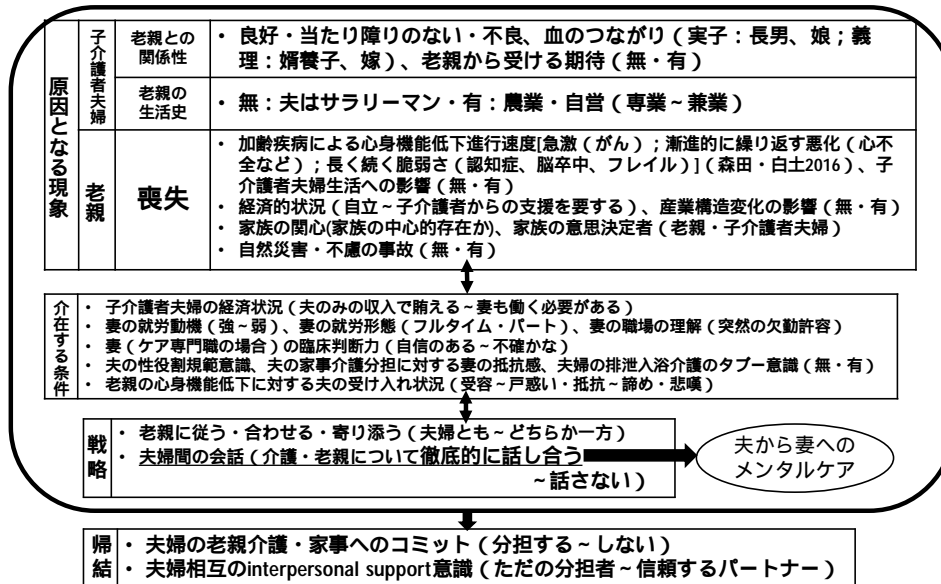 原因となる現象
子介護者夫婦
老親との
関係性
・ 良好・当たり障りのない・不良、血のつながり（実子：長男、娘；義
理：婿養子、嫁）、老親から受ける期待（無・有）
老親の
生活史
・ 無：夫はサラリーマン・有：農業・自営（専業～兼業）
老親
喪失
・ 加齢疾病による心身機能低下進行速度[急激（がん）；漸進的に繰り返す悪化（心不
全など）；長く続く脆弱さ（認知症、脳卒中、フレイル）]（森田・白土2016）、子
介護者夫婦生活への影響（無・有）
・ 経済的状況（自立～子介護者からの支援を要する）、産業構造変化の影響（無・有）
・ 家族の関心(家族の中心的存在か)、家族の意思決定者（老親・子介護者夫婦）
・ 自然災害・不慮の事故（無・有）
介在する条件
・ 子介護者夫婦の経済状況（夫のみの収入で賄える～妻も働く必要がある）
・ 妻の就労動機（強～弱）、妻の就労形態（フルタイム・パート）、妻の職場の理解（突然の欠勤許容）
・ 妻（ケア専門職の場合）の臨床判断力（自信のある～不確かな）
・ 夫の性役割規範意識、夫の家事介護分担に対する妻の抵抗感、夫婦の排泄入浴介護のタブー意識（無・有）
・ 老親の心身機能低下に対する夫の受け入れ状況（受容～戸惑い・抵抗～諦め・悲嘆）
戦略
・ 老親に従う・合わせる・寄り添う（夫婦とも～どちらか一方）
・ 夫婦間の会話（介護・老親について徹底的に話し合う
～話さない）
夫から妻への
メンタルケア
帰結
・ 夫婦の老親介護・家事へのコミット（分担する～しない）
・ 夫婦相互のinterpersonal support意識（ただの分担者～信頼するパートナー）